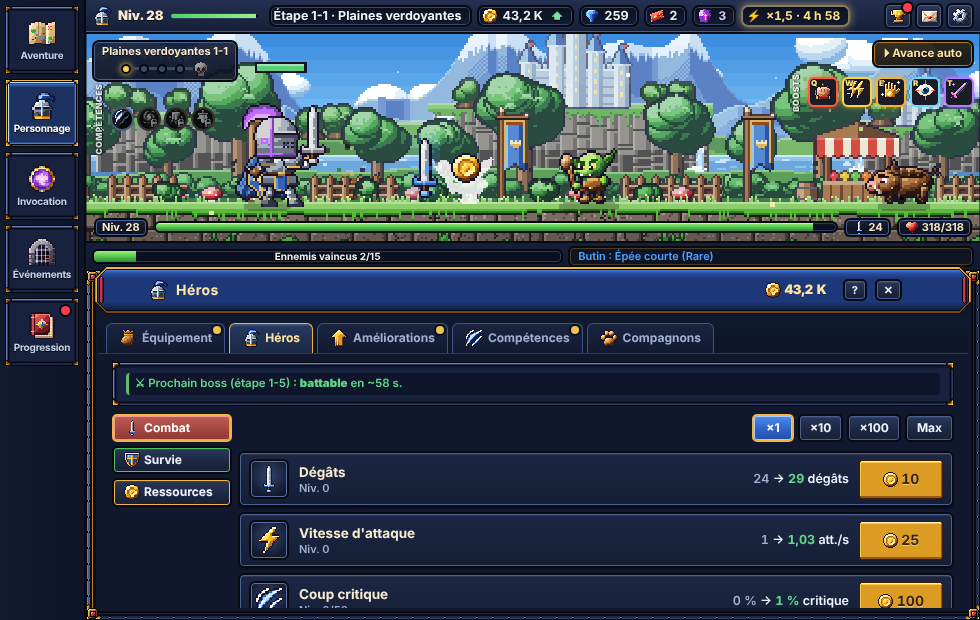 Niv. 28
Étape 1-1 · Plaines verdoyantes
43,2 K
259
2
3
×1,5 · 4 h 58
Aventure
Personnage
Invocation
Événements
Progression
Plaines verdoyantes 1-1
Avance auto
COMPÉTENCES
BOOSTS
Q
W
E
R
T
Niv. 28
24
318/318
Ennemis vaincus 2/15
Butin : Épée courte (Rare)
Héros
43,2 K
?
×
Équipement
Héros
Améliorations
Compétences
Compagnons
Prochain boss (étape 1-5) : battable en ~58 s.
Combat
Survie
Ressources
×1
×10
×100
Max
Dégâts
Niv. 0
24 → 29 dégâts
10
Vitesse d'attaque
Niv. 0
1 → 1,03 att./s
25
Coup critique
0 % → 1 % critique
100